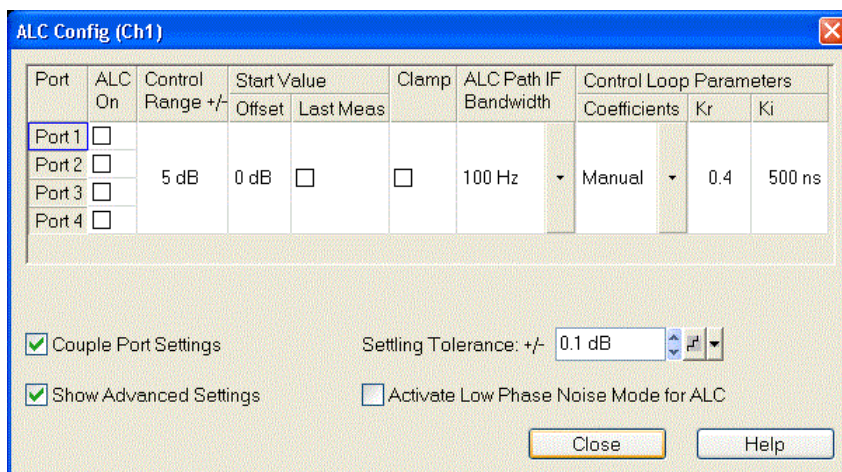 ALC Config (Ch1)
Port ALC On Control Range +/- Start Value Clamp ALC Path IF Bandwidth Control Loop Parameters
Offset Last Meas Coefficients Kr Ki
Port 1
Port 2
Port 3
Port 4
5 dB 0 dB 100 Hz Manual 0.4 500 ns
Couple Port Settings Settling Tolerance: +/- 0.1 dB
Show Advanced Settings Activate Low Phase Noise Mode for ALC
Close Help